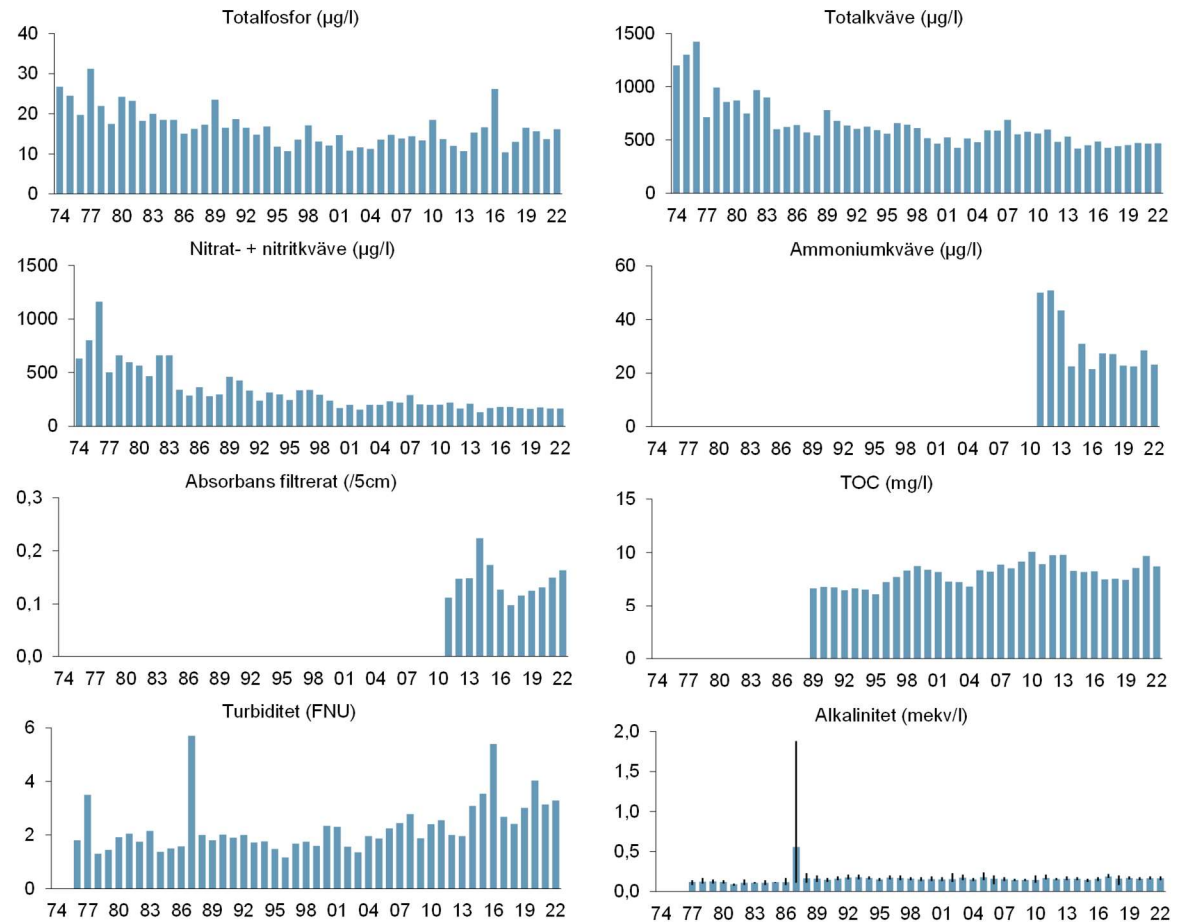 Totalfosfor (µg/l)
40
30
20
10
0
74 77 80 83 86 89 92 95 98 01 04 07 10 13 16 19 22
Totalkväve (µg/l)
1500
1000
500
0
74 77 80 83 86 89 92 95 98 01 04 07 10 13 16 19 22
Nitrat- + nitritkväve (µg/l)
1500
1000
500
0
74 77 80 83 86 89 92 95 98 01 04 07 10 13 16 19 22
Ammoniumkväve (µg/l)
60
40
20
0
74 77 80 83 86 89 92 95 98 01 04 07 10 13 16 19 22
Absorbans filtrerat (/5cm)
0,3
0,2
0,1
0,0
74 77 80 83 86 89 92 95 98 01 04 07 10 13 16 19 22
TOC (mg/l)
15
10
5
0
74 77 80 83 86 89 92 95 98 01 04 07 10 13 16 19 22
Turbiditet (FNU)
6
4
2
0
74 77 80 83 86 89 92 95 98 01 04 07 10 13 16 19 22
Alkalinitet (mekv/l)
2,0
1,5
1,0
0,5
0,0
74 77 80 83 86 89 92 95 98 01 04 07 10 13 16 19 22